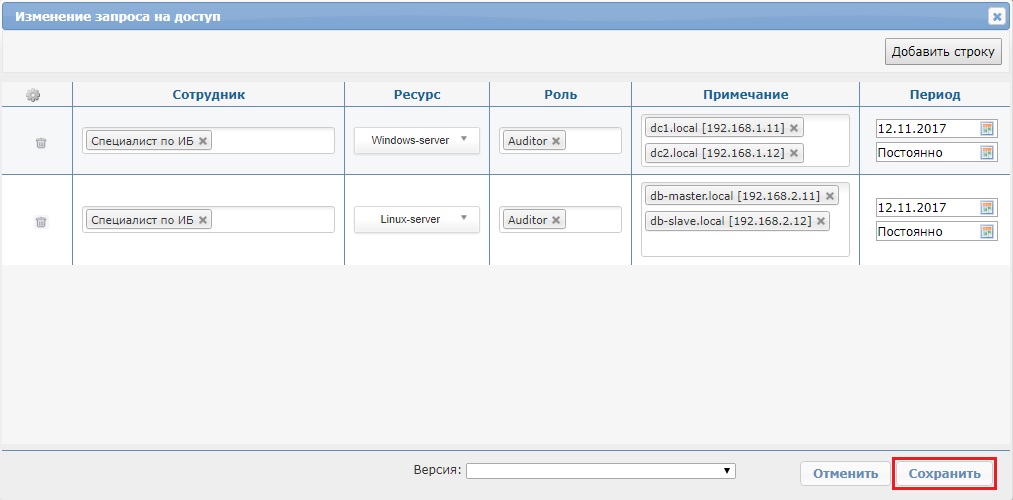 Изменение запроса на доступ
Добавить строку
Сотрудник Ресурс Роль Примечание Период
Специалист по ИБ Windows-server Auditor dc1.local [192.168.1.11] 12.11.2017
dc2.local [192.168.1.12] Постоянно
Специалист по ИБ Linux-server Auditor db-master.local [192.168.2.11] 12.11.2017
db-slave.local [192.168.2.12] Постоянно
Версия: Отменить Сохранить